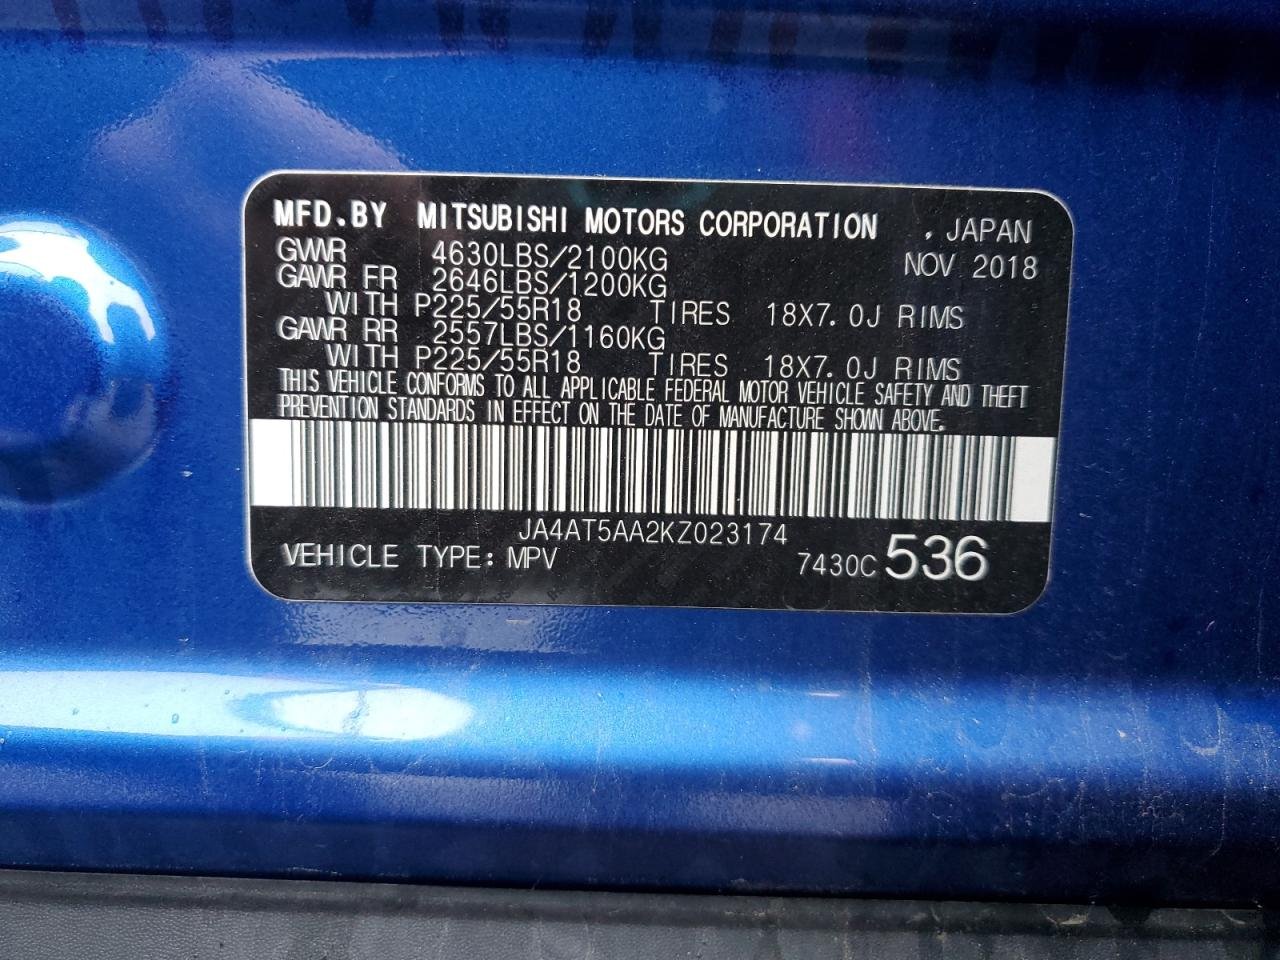 MFD.BY MITSUBISHI MOTORS CORPORATION , JAPAN
GVWR 4630LBS/2100KG NOV 2018
GAWR FR 2646LBS/1200KG
WITH P225/55R18 TIRES 18X7.0J RIMS
GAWR RR 2557LBS/1160KG
WITH P225/55R18 TIRES 18X7.0J RIMS
THIS VEHICLE CONFORMS TO ALL APPLICABLE FEDERAL MOTOR VEHICLE SAFETY AND THEFT
PREVENTION STANDARDS IN EFFECT ON THE DATE OF MANUFACTURE SHOWN ABOVE.
JA4AT5AA2KZ023174
VEHICLE TYPE: MPV 7430C 536